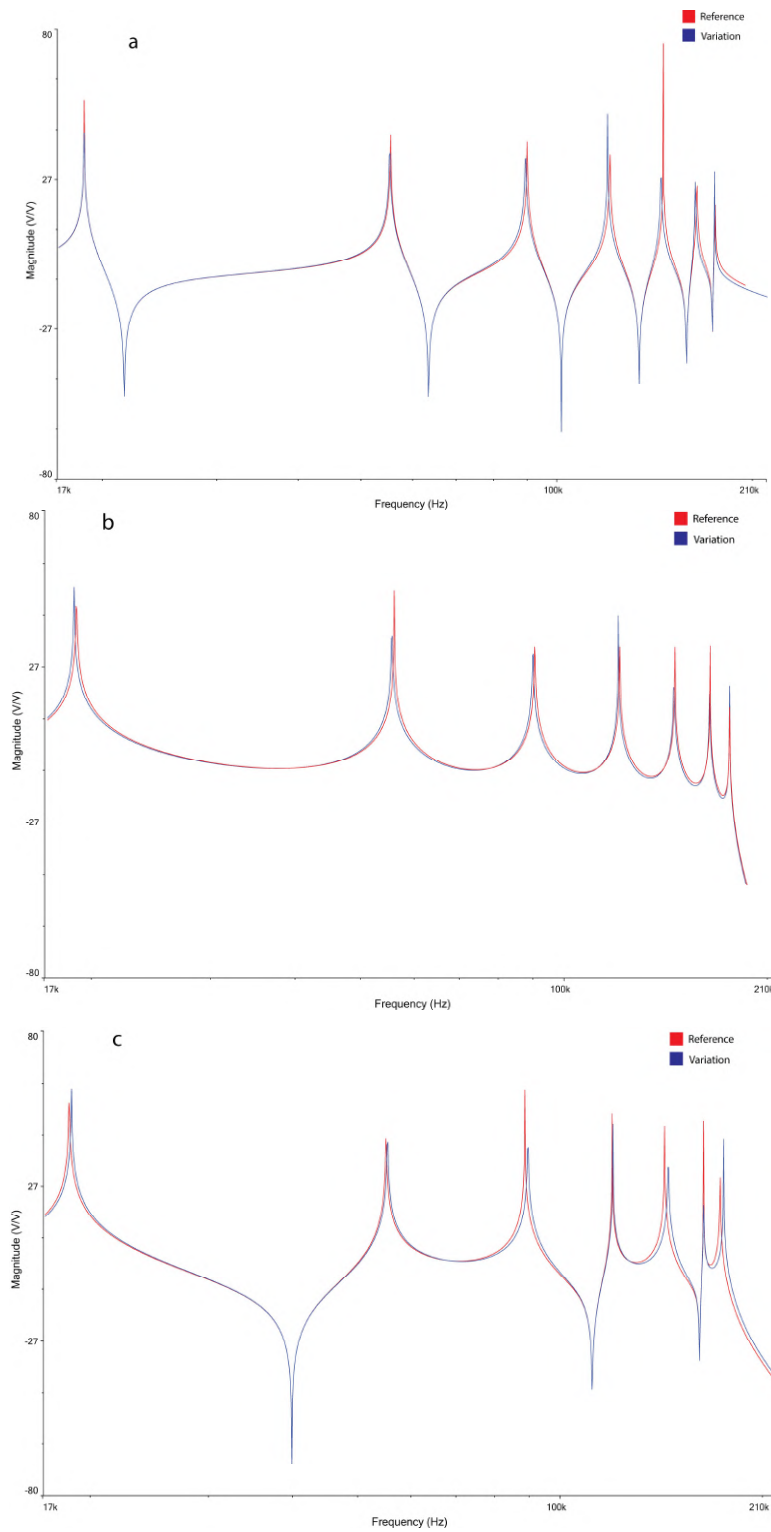 a
Reference
Variation
80
27
-27
-80
Magnitude (V/V)
17k
100k
210k
Frequency (Hz)
b
Reference
Variation
80
27
-27
-80
Magnitude (V/V)
17k
100k
210k
Frequency (Hz)
c
Reference
Variation
80
27
-27
-80
Magnitude (V/V)
17k
100k
210k
Frequency (Hz)